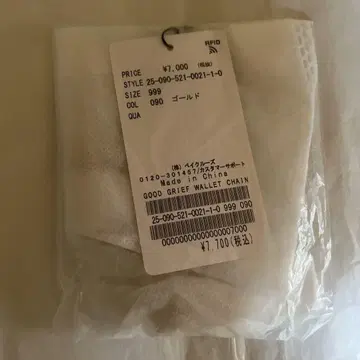 RFID
PRICE ¥7,000 (税抜)
STYLE 25-090-521-0021-1-0
SIZE 999
COL 090 ゴールド
QUA
(株) ベイクルーズ
0120-301457/カスタマーサポート
Made in China
GOOD GRIEF WALLET CHAIN
25-090-521-0021-1-0 999 090
0000000000000000007000
¥7,700(税込)